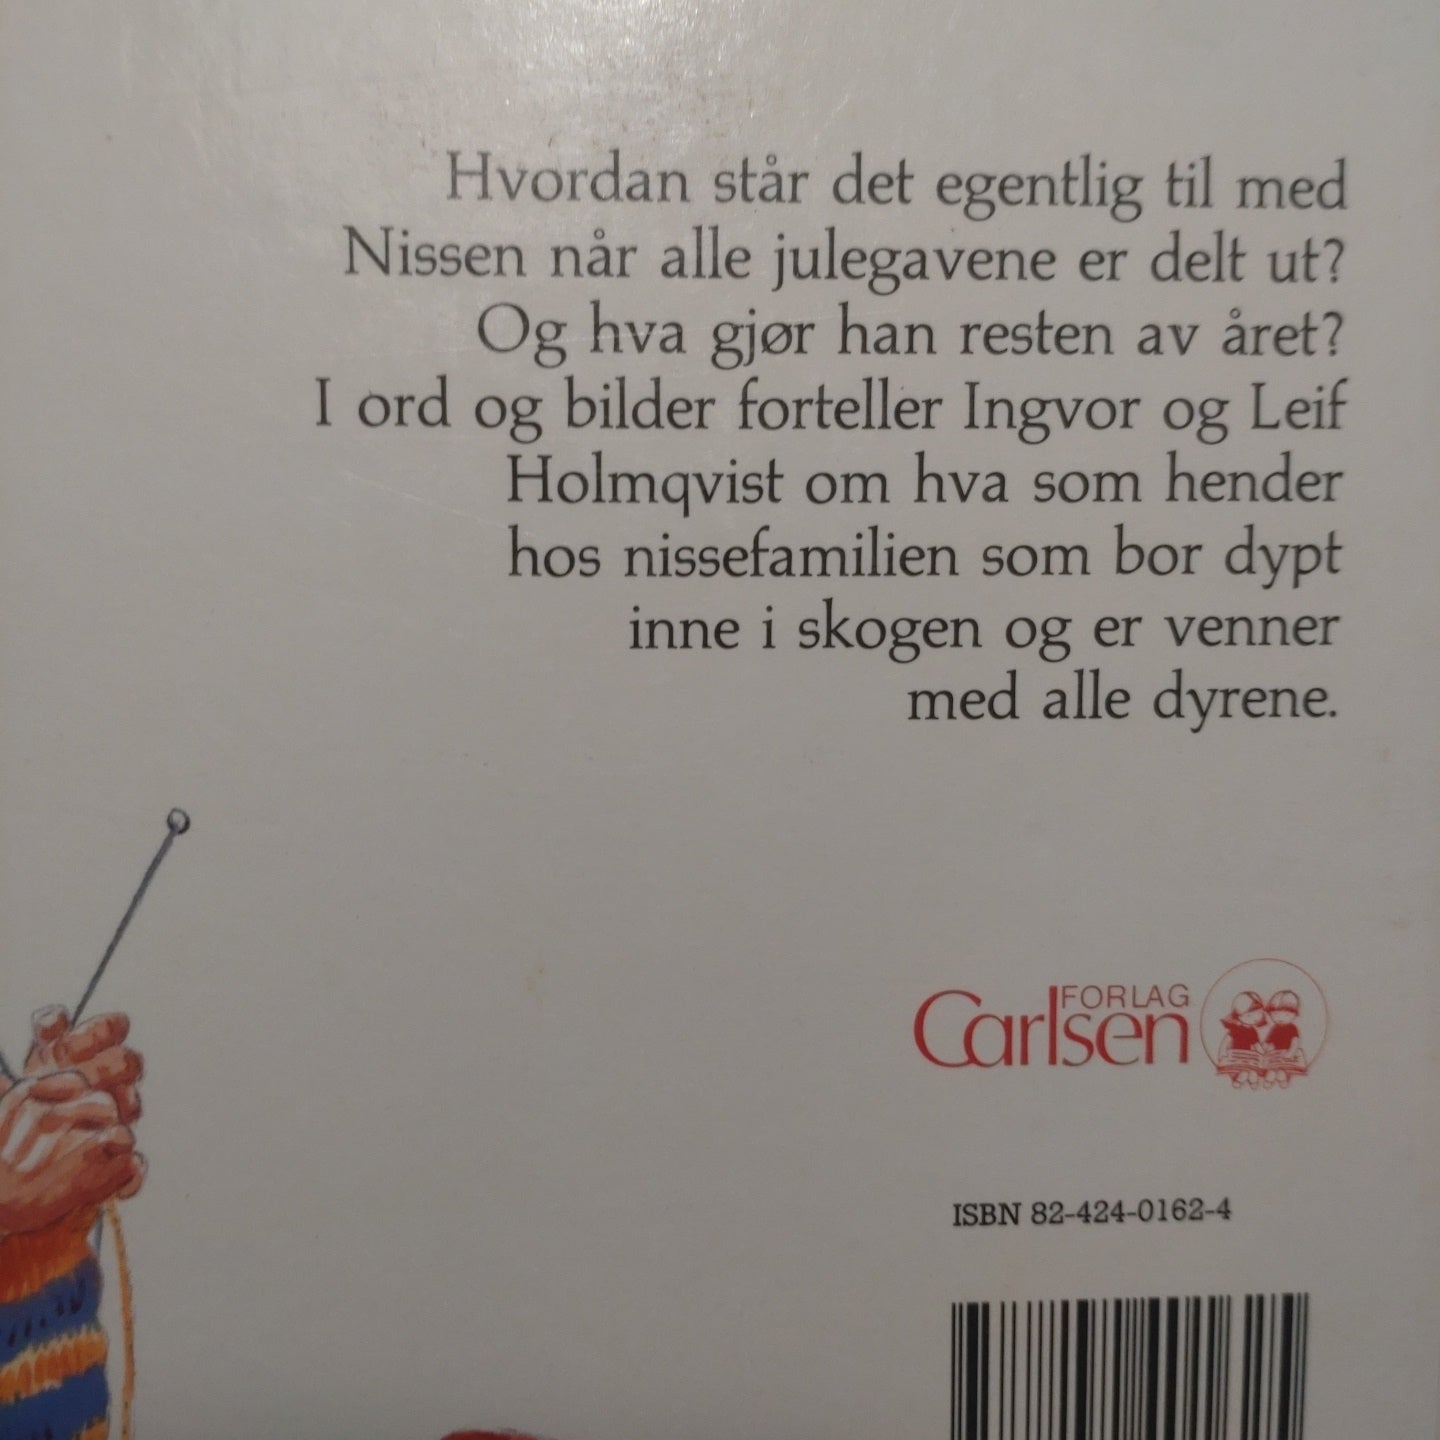 Hvordan står det egentlig til med
Nissen når alle julegavene er delt ut?
Og hva gjør han resten av året?
I ord og bilder forteller Ingvor og Leif
Holmqvist om hva som hender
hos nissefamilien som bor dypt
inne i skogen og er venner
med alle dyrene.
FORLAG
Carlsen
ISBN 82-424-0162-4